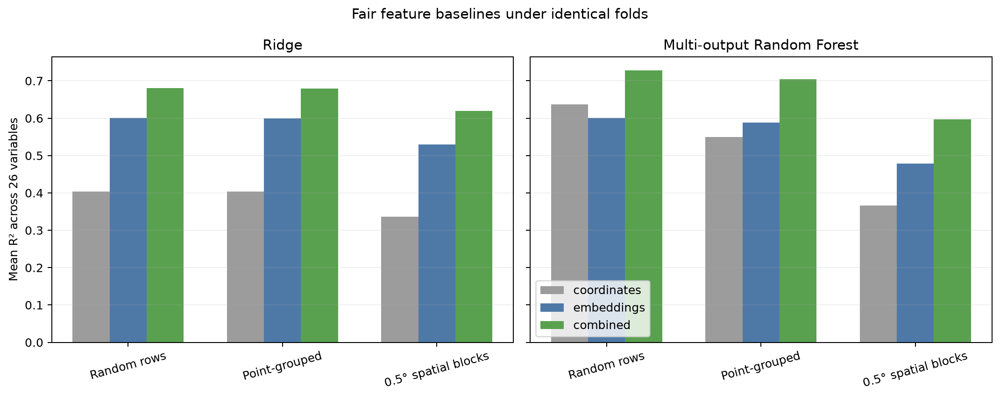 Fair feature baselines under identical folds
Ridge
Mean R² across 26 variables
0.7
0.6
0.5
0.4
0.3
0.2
0.1
0.0
Random rows
Point-grouped
0.5° spatial blocks
Multi-output Random Forest
coordinates
embeddings
combined
Random rows
Point-grouped
0.5° spatial blocks